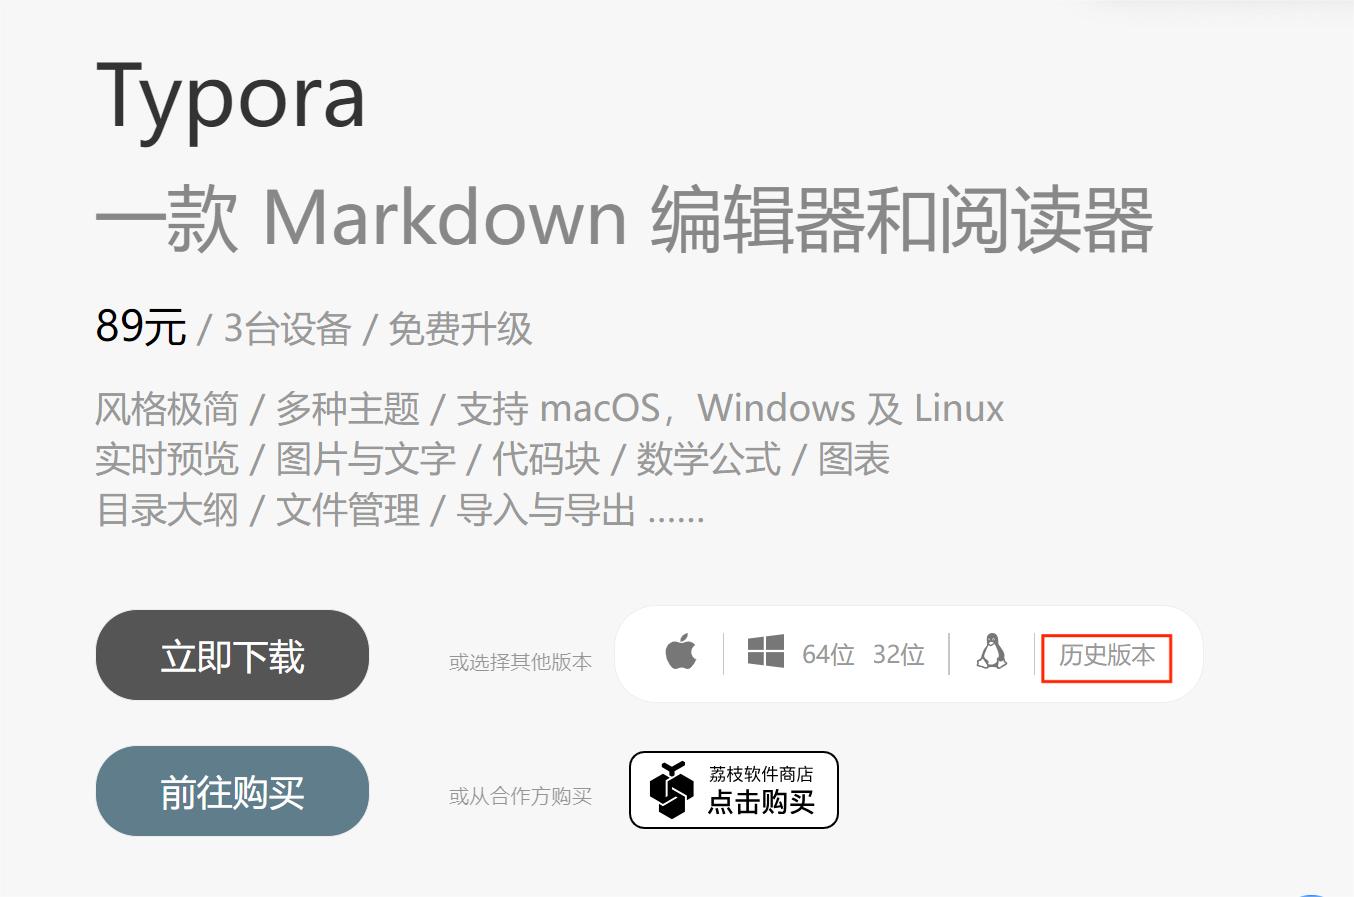 Typora
一款 Markdown 编辑器和阅读器
89元 / 3台设备 / 免费升级
风格极简 / 多种主题 / 支持 macOS，Windows 及 Linux
实时预览 / 图片与文字 / 代码块 / 数学公式 / 图表
目录大纲 / 文件管理 / 导入与导出 ……
立即下载 或选择其他版本 64位 32位 历史版本
前往购买 或从合作方购买 荔枝软件商店
点击购买